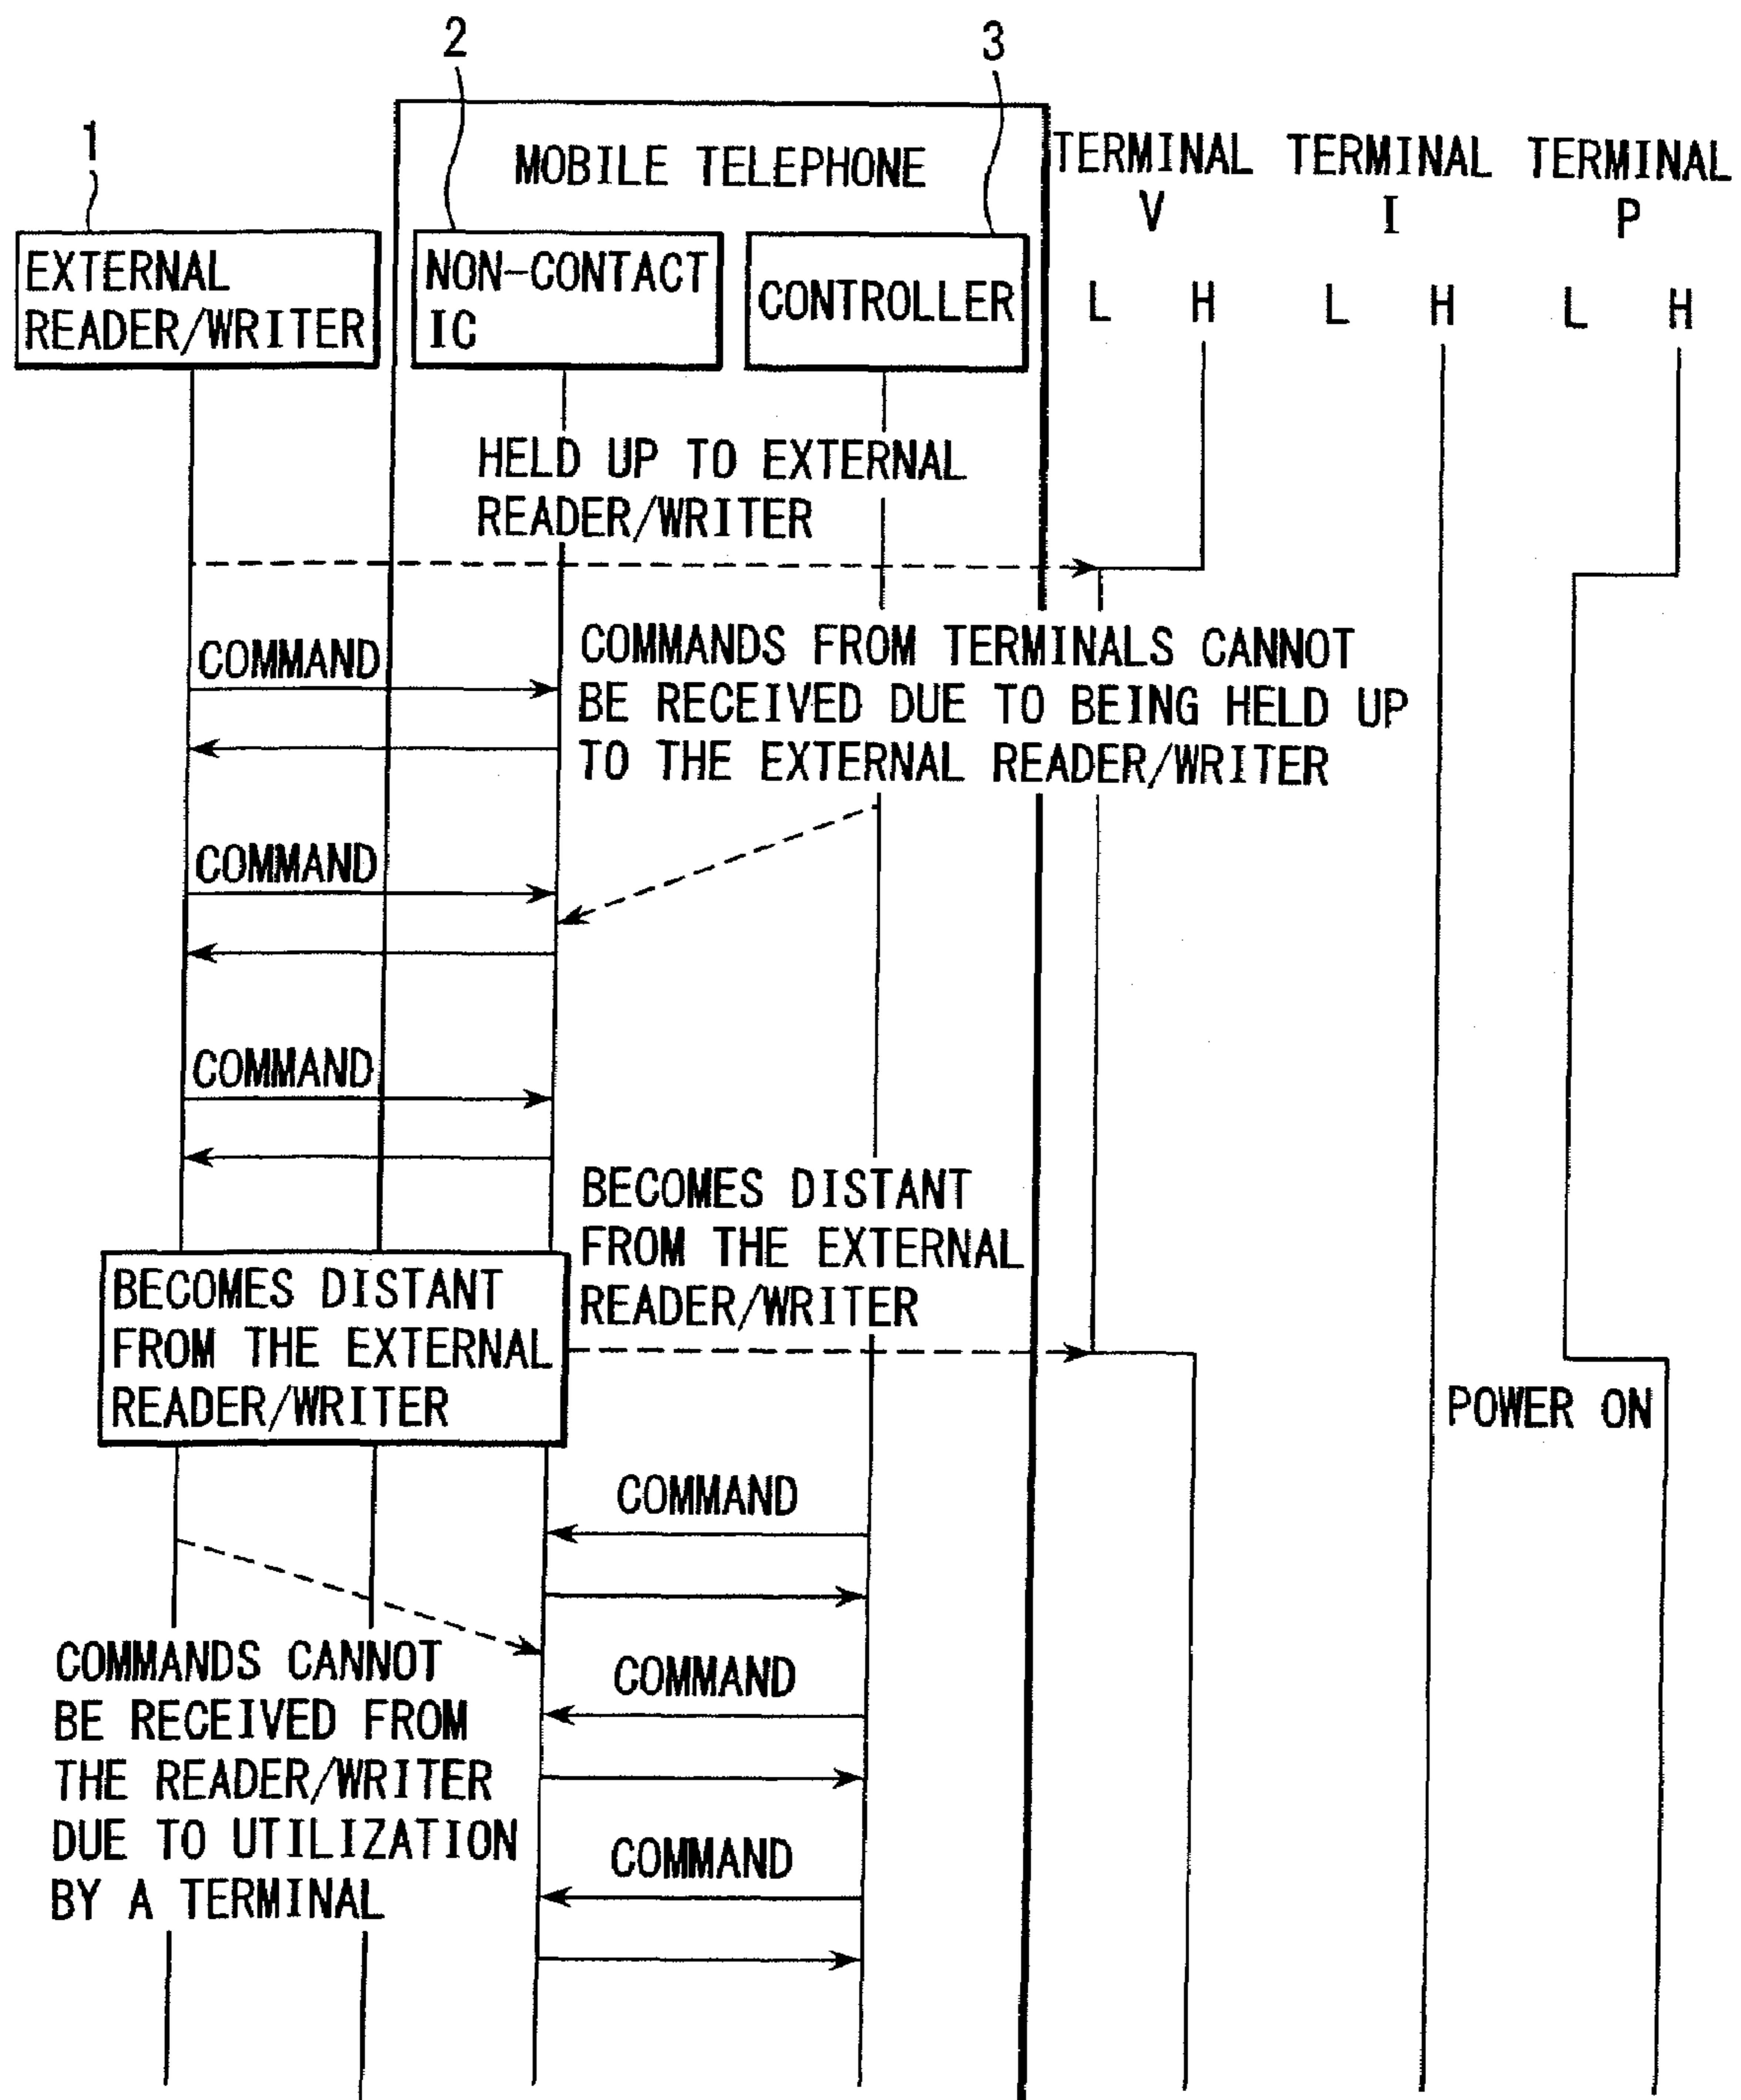 2
3
1
MOBILE TELEPHONE
TERMINAL
V
TERMINAL
I
TERMINAL
P
EXTERNAL
READER/WRITER
NON-CONTACT
IC
CONTROLLER
L H L H L H
HELD UP TO EXTERNAL
READER/WRITER
COMMAND
COMMANDS FROM TERMINALS CANNOT
BE RECEIVED DUE TO BEING HELD UP
TO THE EXTERNAL READER/WRITER
COMMAND
COMMAND
BECOMES DISTANT
FROM THE EXTERNAL
READER/WRITER
BECOMES DISTANT
FROM THE EXTERNAL
READER/WRITER
POWER ON
COMMAND
COMMANDS CANNOT
BE RECEIVED FROM
THE READER/WRITER
DUE TO UTILIZATION
BY A TERMINAL
COMMAND
COMMAND